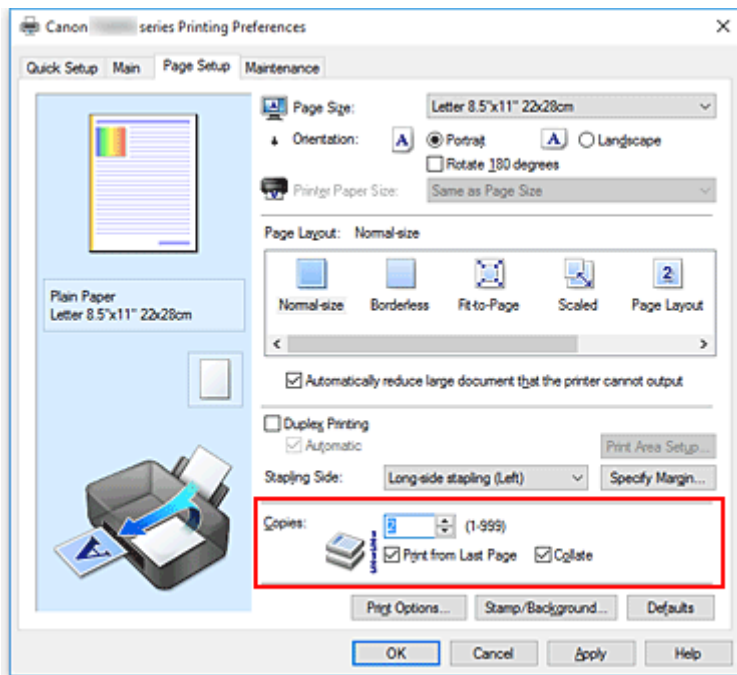 Canon series Printing Preferences
Quick Setup Main Page Setup Maintenance
Page Size: Letter 8.5"x11" 22x28cm
Orientation: A Portrait A Landscape
Rotate 180 degrees
Printer Paper Size: Same as Page Size
Page Layout: Normal-size
Normal-size Borderless Fit-to-Page Scaled Page Layout
Plain Paper
Letter 8.5"x11" 22x28cm
Automatically reduce large document that the printer cannot output
Duplex Printing
Automatic Print Area Setup...
Stapling Side: Long-side stapling (Left) Specify Margin...
Copies: 2 (1-999)
Print from Last Page Collate
Print Options... Stamp/Background... Defaults
OK Cancel Apply Help